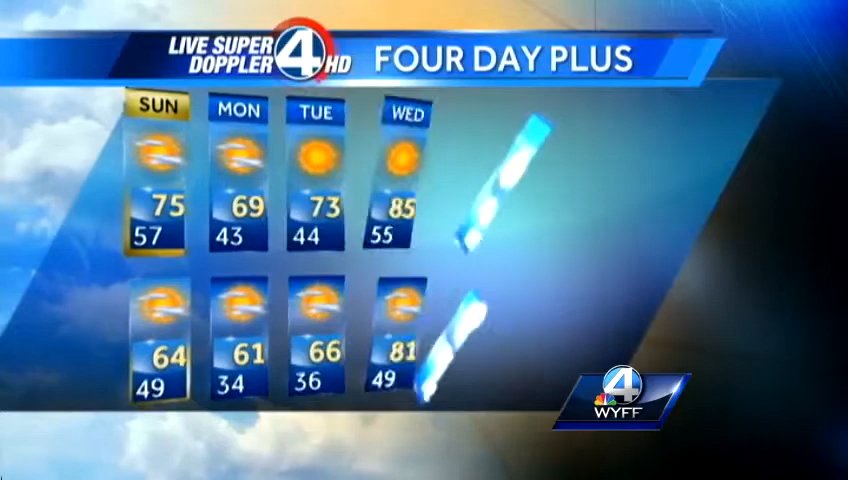 LIVE SUPER
DOPPLER 4 HD
FOUR DAY PLUS
SUN MON TUE WED
75 69 73 85
57 43 44 55
64 61 66 81
49 34 36 49
4
WYFF